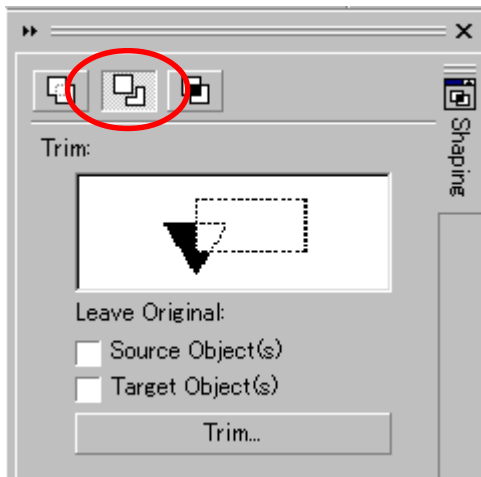 Trim:
Leave Original:
Source Object(s)
Target Object(s)
Trim...
Shaping